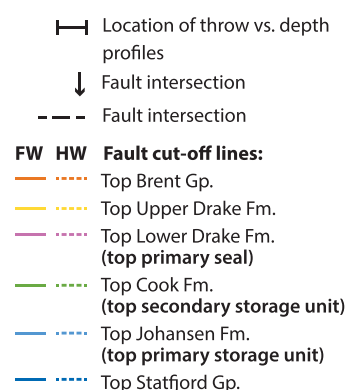 Location of throw vs. depth
profiles
Fault intersection
Fault intersection
FW HW Fault cut-off lines:
Top Brent Gp.
Top Upper Drake Fm.
Top Lower Drake Fm.
(top primary seal)
Top Cook Fm.
(top secondary storage unit)
Top Johansen Fm.
(top primary storage unit)
Top Statfjord Gp.